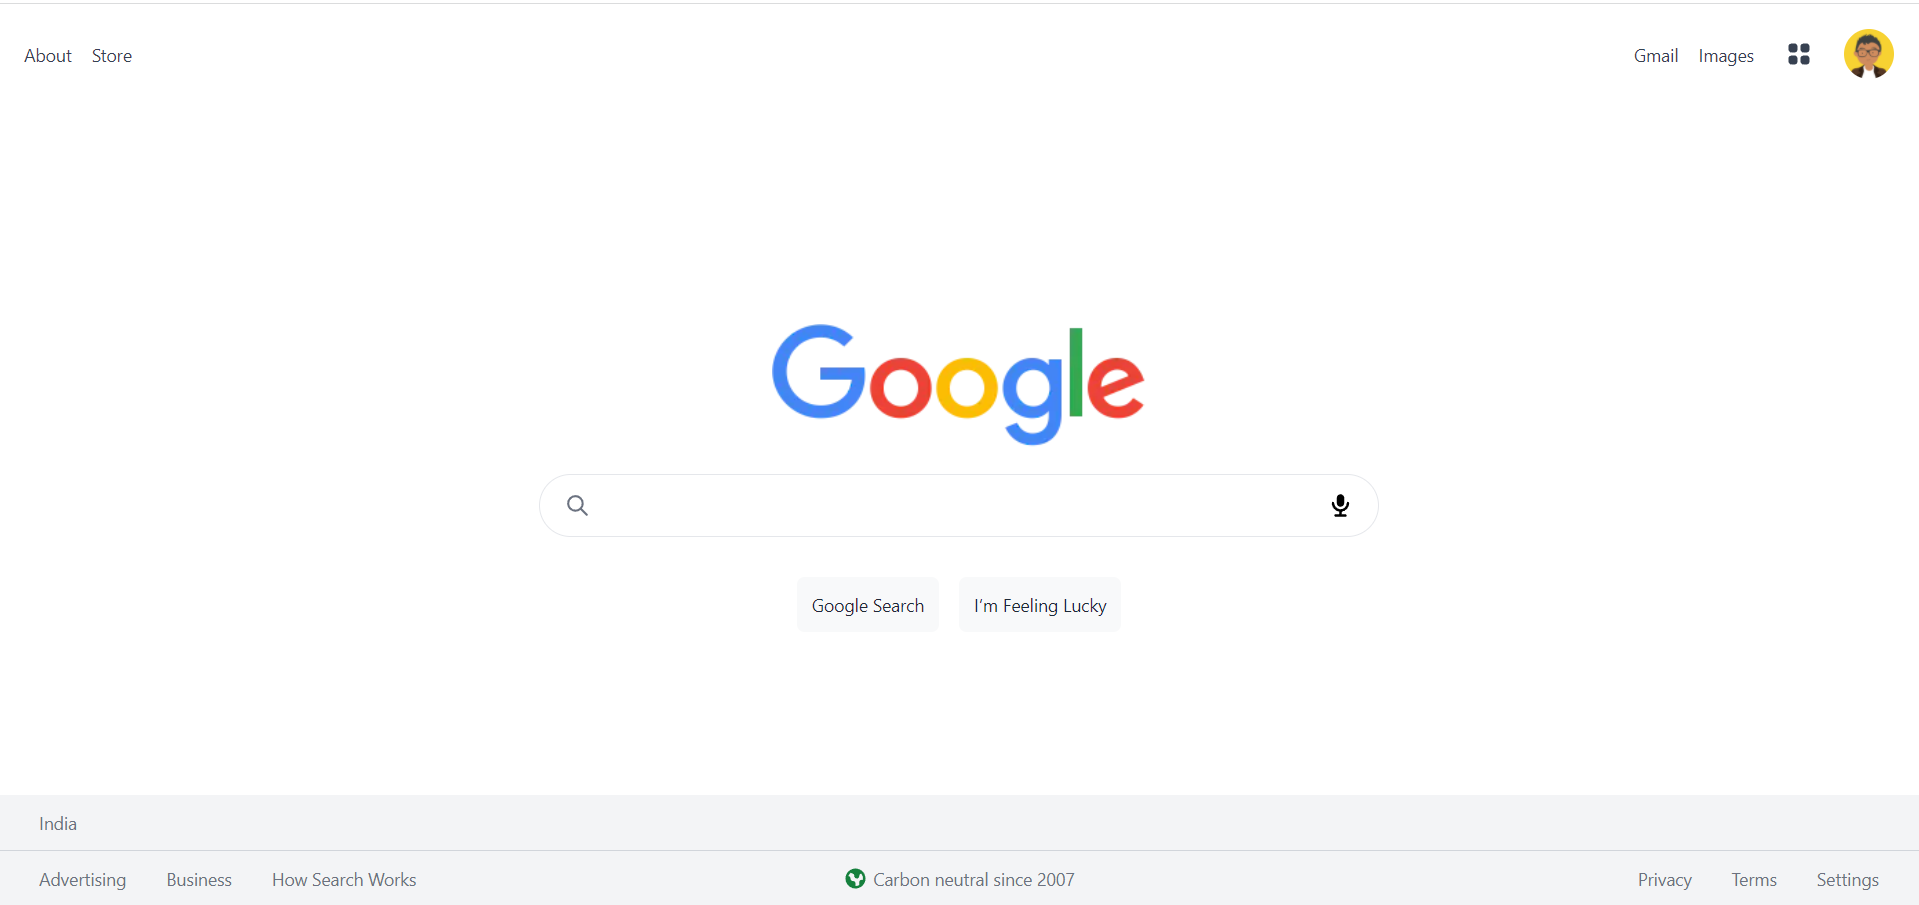 About Store Gmail Images
Google
Google Search I'm Feeling Lucky
India
Advertising Business How Search Works Carbon neutral since 2007 Privacy Terms Settings